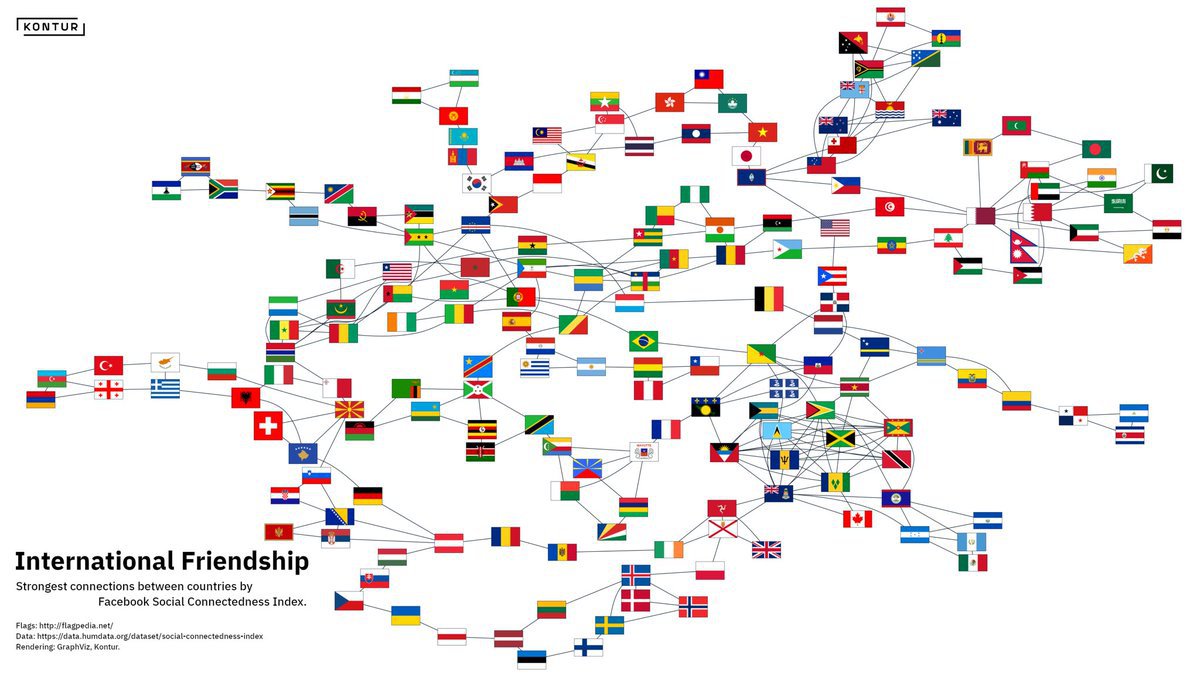 KONTUR
International Friendship
Strongest connections between countries by
Facebook Social Connectedness Index.
Flags: http://flagpedia.net/
Data: https://data.humdata.org/dataset/social-connectedness-index
Rendering: GraphViz, Kontur.